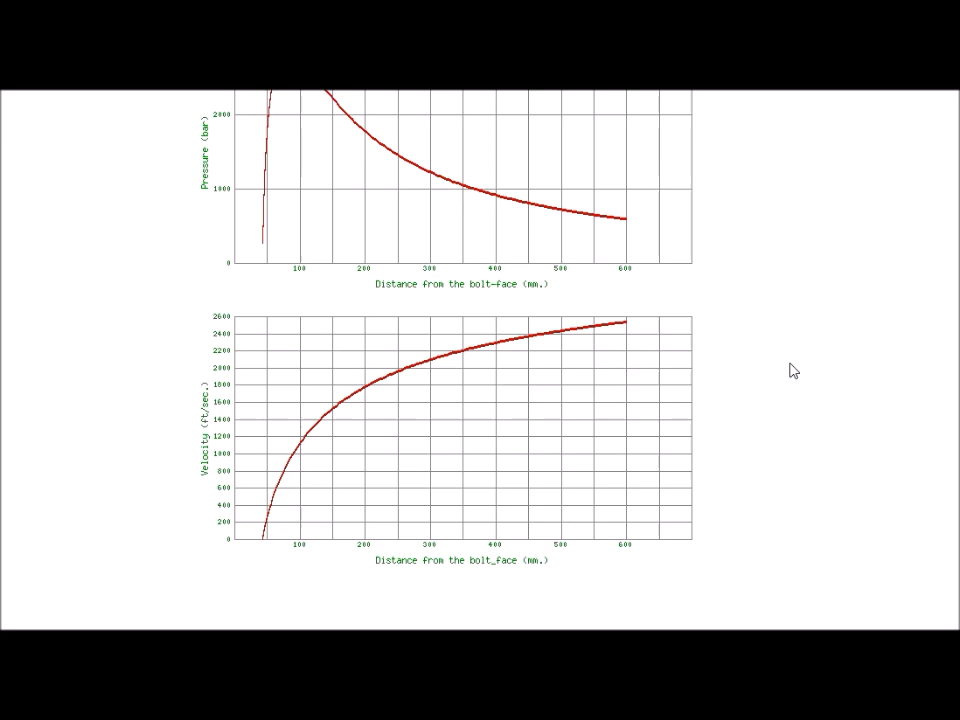 2000
Pressure (bar)
1000
0
100 200 300 400 500 600
Distance from the bolt-face (mm.)
2600
2400
2200
2000
1800
Velocity (ft/sec.)
1600
1400
1200
1000
800
600
400
200
0
100 200 300 400 500 600
Distance from the bolt_face (mm.)